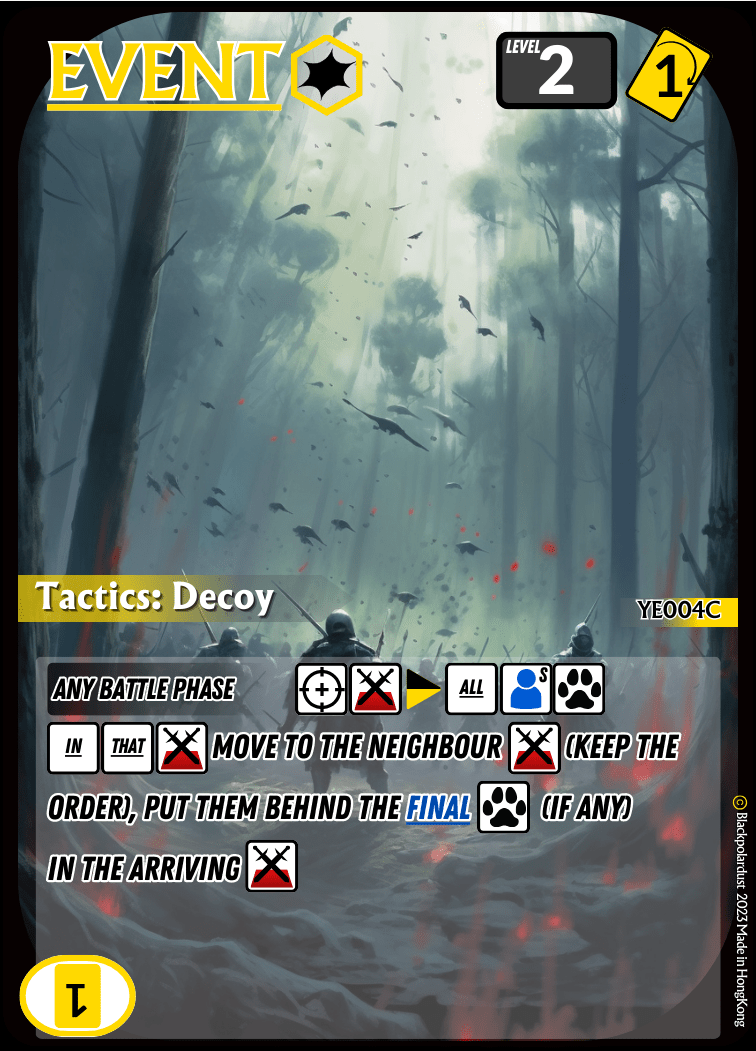 EVENT
LEVEL 2
1
Tactics: Decoy
YE004C
ANY BATTLE PHASE ALL S
IN THAT MOVE TO THE NEIGHBOUR (KEEP THE
ORDER), PUT THEM BEHIND THE FINAL (IF ANY)
IN THE ARRIVING
1
© Blackpolardust 2023 Made in HongKong